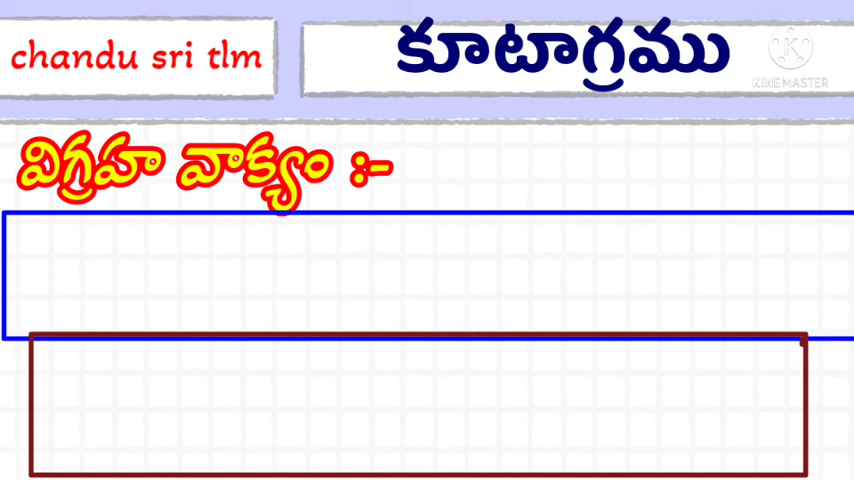 chandu sri tlm
కూటాగ్రము
KINEMASTER
విగ్రహ వాక్యం :-